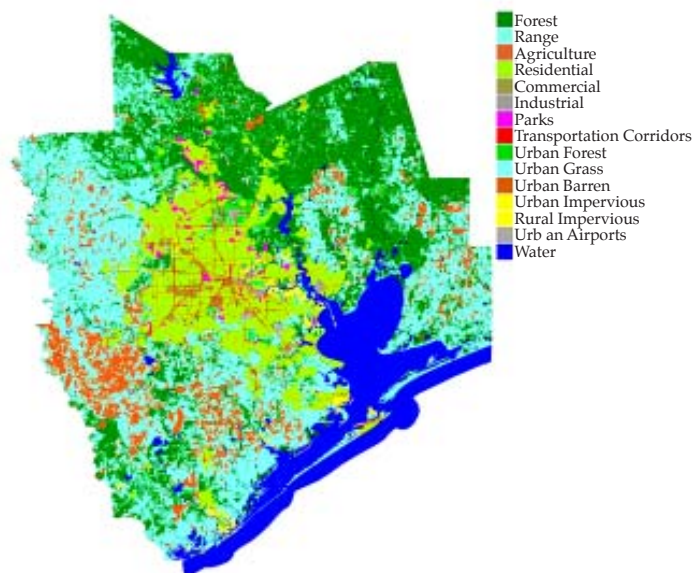 Forest
Range
Agriculture
Residential
Commercial
Industrial
Parks
Transportation Corridors
Urban Forest
Urban Grass
Urban Barren
Urban Impervious
Rural Impervious
Urb an Airports
Water